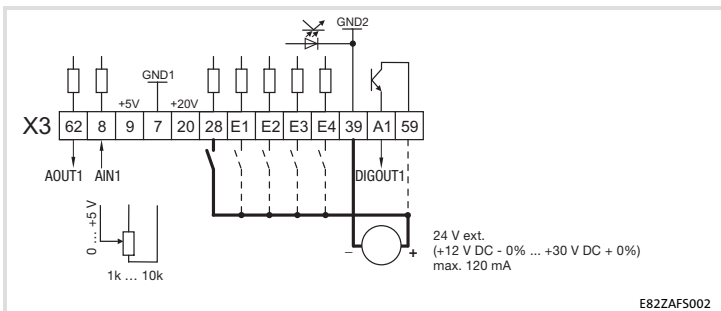 GND2
GND1
+5V
+20V
X3 62 8 9 7 20 28 E1 E2 E3 E4 39 A1 59
AOUT1 AIN1 DIGOUT1
0 ... +5 V
1k ... 10k
24 V ext.
(+12 V DC - 0% ... +30 V DC + 0%)
max. 120 mA
– +
E82ZAFS002